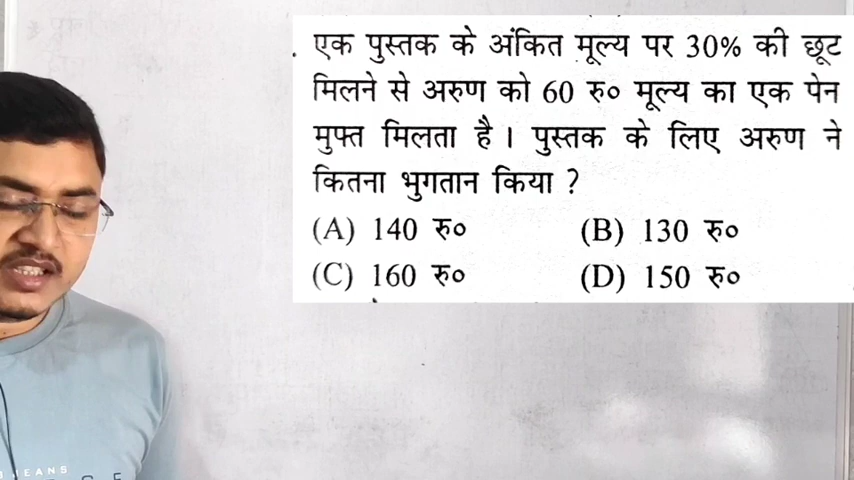 एक पुस्तक के अंकित मूल्य पर 30% की छूट
मिलने से अरुण को 60 रु० मूल्य का एक पेन
मुफ्त मिलता है। पुस्तक के लिए अरुण ने
कितना भुगतान किया ?
(A) 140 रु० (B) 130 रु०
(C) 160 रु० (D) 150 रु०
JEANS